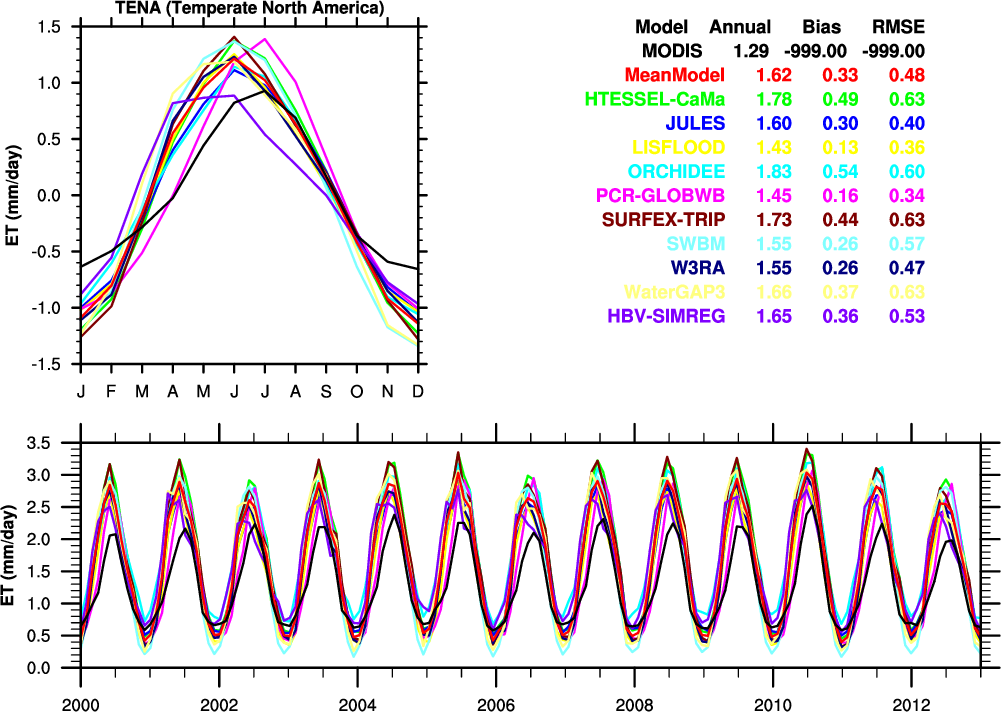 TENA (Temperate North America)
Model Annual Bias RMSE
MODIS 1.29 -999.00 -999.00
MeanModel 1.62 0.33 0.48
HTESSEL-CaMa 1.78 0.49 0.63
JULES 1.60 0.30 0.40
LISFLOOD 1.43 0.13 0.36
ORCHIDEE 1.83 0.54 0.60
PCR-GLOBWB 1.45 0.16 0.34
SURFEX-TRIP 1.73 0.44 0.63
SWBM 1.55 0.26 0.57
W3RA 1.55 0.26 0.47
WaterGAP3 1.66 0.37 0.63
HBV-SIMREG 1.65 0.36 0.53
ET (mm/day)
1.5
1.0
0.5
0.0
-0.5
-1.0
-1.5
J F M A M J J A S O N D
ET (mm/day)
3.5
3.0
2.5
2.0
1.5
1.0
0.5
0.0
2000 2002 2004 2006 2008 2010 2012